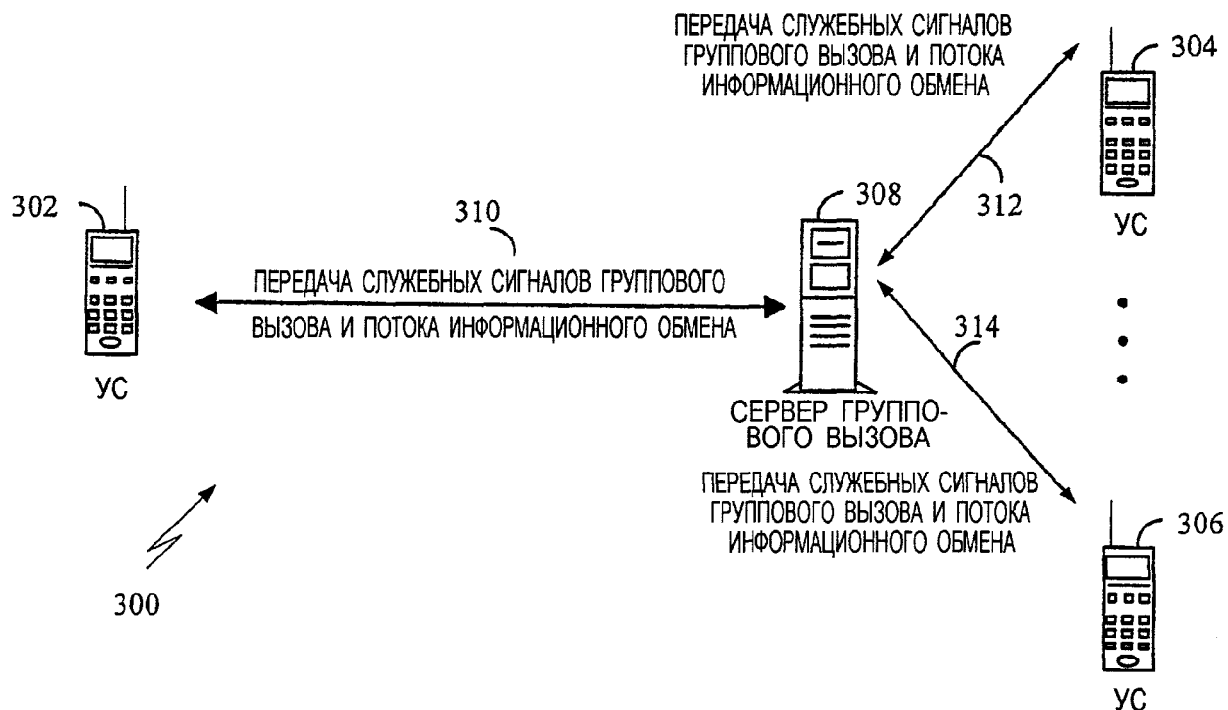 ПЕРЕДАЧА СЛУЖЕБНЫХ СИГНАЛОВ
ГРУППОВОГО ВЫЗОВА И ПОТОКА
ИНФОРМАЦИОННОГО ОБМЕНА
304
312
УС
302
310
308
ПЕРЕДАЧА СЛУЖЕБНЫХ СИГНАЛОВ ГРУППОВОГО
ВЫЗОВА И ПОТОКА ИНФОРМАЦИОННОГО ОБМЕНА
УС
314
СЕРВЕР ГРУППО-
ВОГО ВЫЗОВА
ПЕРЕДАЧА СЛУЖЕБНЫХ СИГНАЛОВ
ГРУППОВОГО ВЫЗОВА И ПОТОКА
ИНФОРМАЦИОННОГО ОБМЕНА
306
300
УС